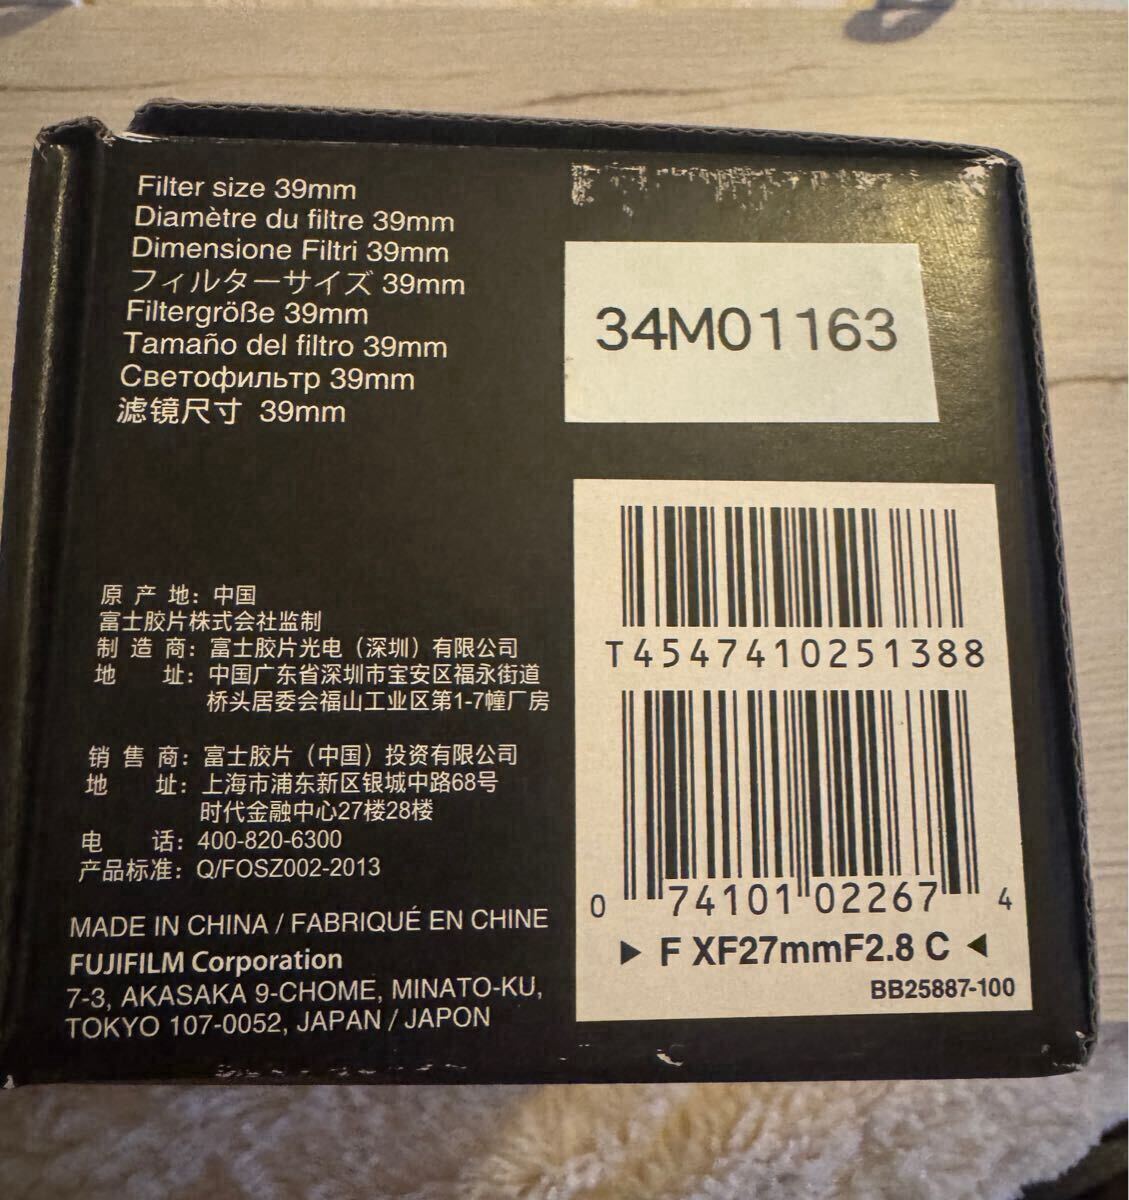 Filter size 39mm
Diamètre du filtre 39mm
Dimensione Filtri 39mm
フィルターサイズ 39mm
Filtergröße 39mm
Tamaño del filtro 39mm
Светофильтр 39mm
滤镜尺寸 39mm
34M01163
原产地：中国
富士胶片株式会社监制
制造商：富士胶片光电（深圳）有限公司
地址：中国广东省深圳市宝安区福永街道
桥头居委会福山工业区第1-7幢厂房
销售商：富士胶片（中国）投资有限公司
地址：上海市浦东新区银城中路68号
时代金融中心27楼28楼
电话：400-820-6300
产品标准：Q/FOSZ002-2013
MADE IN CHINA / FABRIQUÉ EN CHINE
FUJIFILM Corporation
7-3, AKASAKA 9-CHOME, MINATO-KU,
TOKYO 107-0052, JAPAN / JAPON
T4547410251388
0 74101 02267 4
▶ F XF27mmF2.8 C ◀
BB25887-100